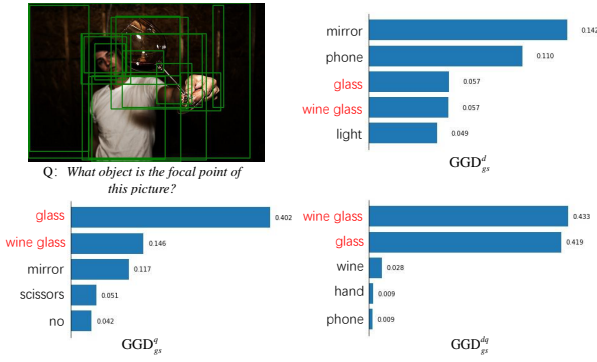 mirror 0.142
phone 0.110
glass 0.057
wine glass 0.057
light 0.049
GGD^d_gs
Q: What object is the focal point of
this picture?
glass 0.402
wine glass 0.146
mirror 0.117
scissors 0.051
no 0.042
GGD^q_gs
wine glass 0.433
glass 0.419
wine 0.028
hand 0.009
phone 0.009
GGD^dq_gs